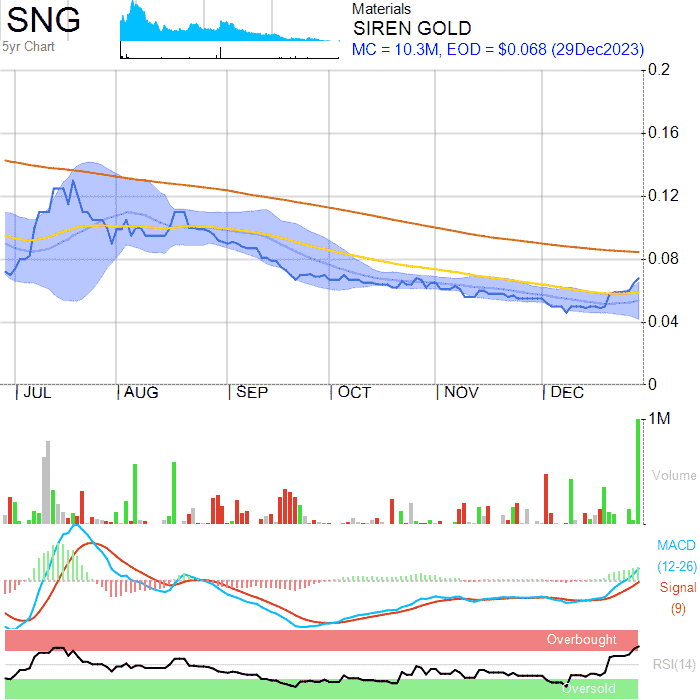 SNG
5yr Chart
Materials
SIREN GOLD
MC = 10.3M, EOD = $0.068 (29Dec2023)
0.2
0.16
0.12
0.08
0.04
0
JUL AUG SEP OCT NOV DEC
1M
Volume
MACD
(12-26)
Signal
(9)
Overbought
RSI(14)
Oversold